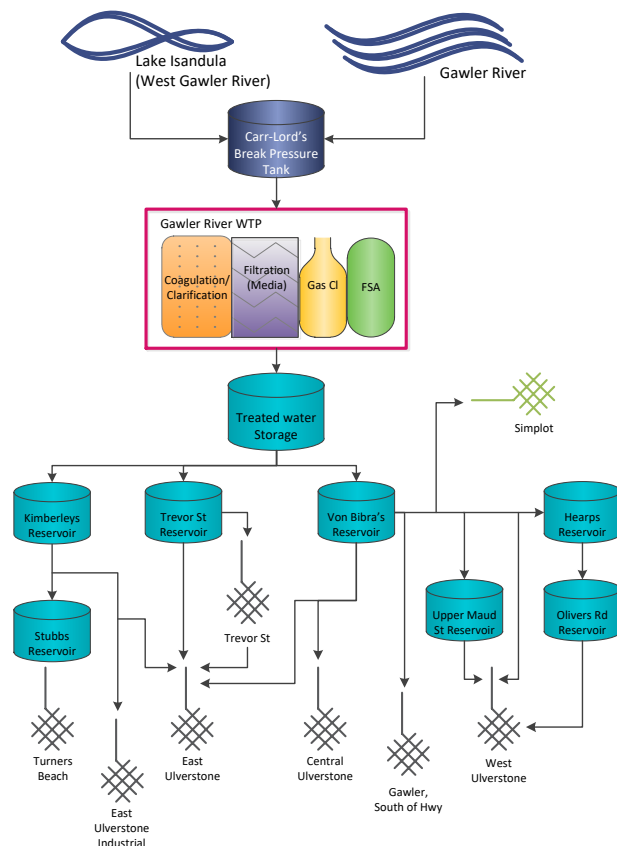 Lake Isandula
(West Gawler River)
Gawler River
Carr-Lord's
Break Pressure
Tank
Gawler River WTP
Coagulation/
Clarification
Filtration
(Media)
Gas Cl
FSA
Treated water
Storage
Simplot
Kimberleys
Reservoir
Trevor St
Reservoir
Von Bibra's
Reservoir
Hearps
Reservoir
Stubbs
Reservoir
Trevor St
Upper Maud
St Reservoir
Olivers Rd
Reservoir
Turners
Beach
East
Ulverstone
Industrial
East
Ulverstone
Central
Ulverstone
Gawler,
South of Hwy
West
Ulverstone